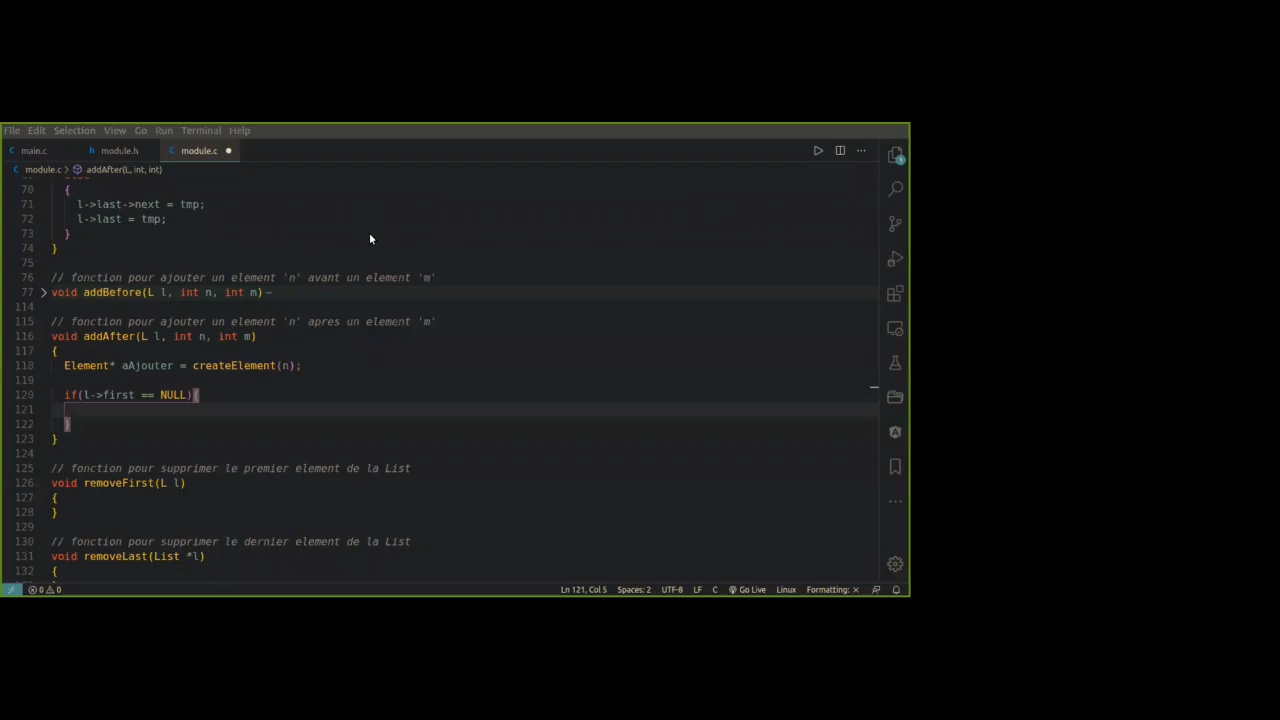 File Edit Selection View Go Run Terminal Help
C main.c C module.h C module.c
C module.c > addAfter(L, int, int)
70 {
71 l->last->next = tmp;
72 l->last = tmp;
73 }
74 }
75
76 // fonction pour ajouter un element 'n' avant un element 'm'
77 void addBefore(L l, int n, int m)
114
115 // fonction pour ajouter un element 'n' apres un element 'm'
116 void addAfter(L l, int n, int m)
117 {
118 Element* aAjouter = createElement(n);
119
120 if(l->first == NULL){
121
122 }
123 }
124
125 // fonction pour supprimer le premier element de la List
126 void removeFirst(L l)
127 {
128 }
129
130 // fonction pour supprimer le dernier element de la List
131 void removeLast(List *l)
132 {
0 0 Ln 121, Col 5 Spaces: 2 UTF-8 LF C Go Live Linux Formatting: ×